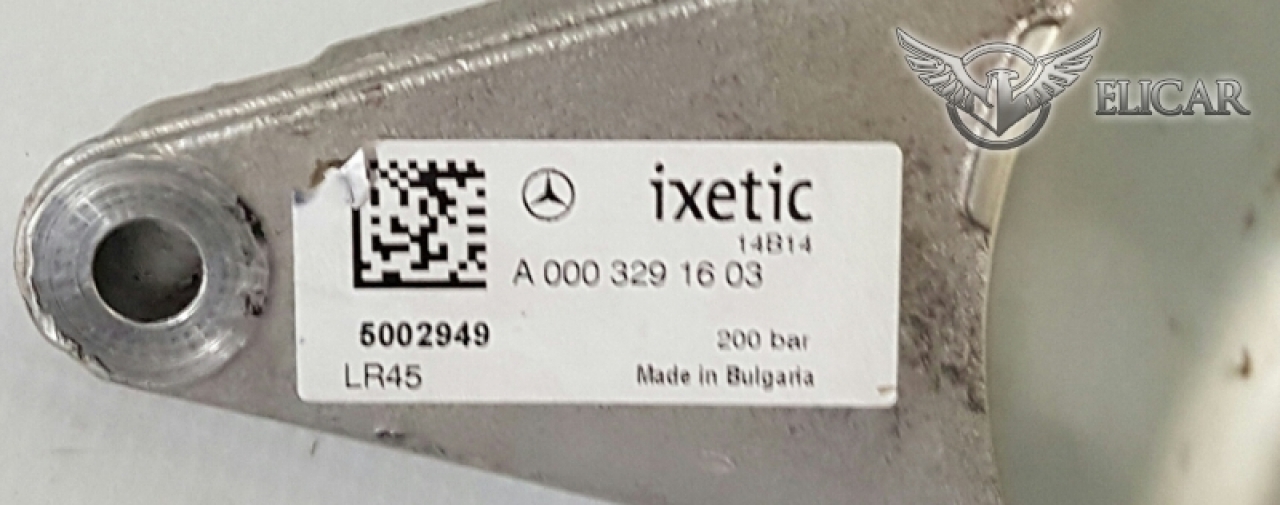 ELICAR
ixetic
14B14
A 000 329 16 03
5002949
200 bar
LR45
Made in Bulgaria